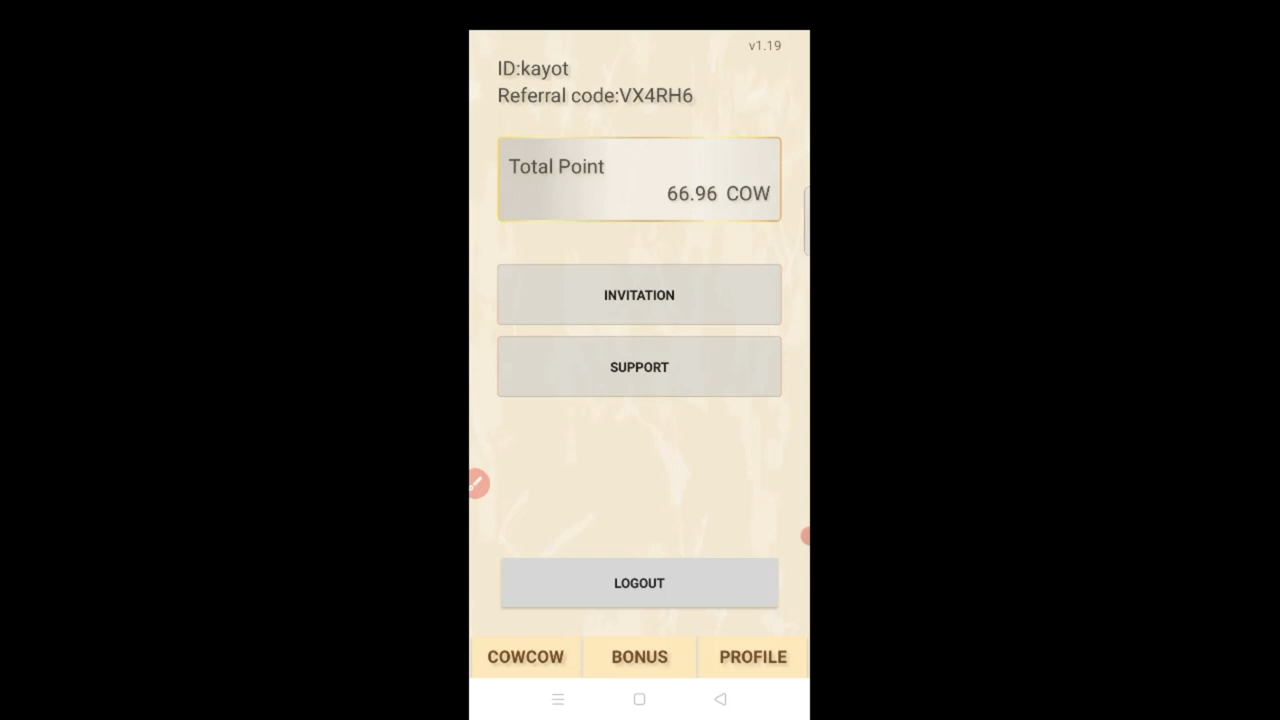 v1.19
ID:kayot
Referral code:VX4RH6
Total Point
66.96 COW
INVITATION
SUPPORT
LOGOUT
COWCOW BONUS PROFILE